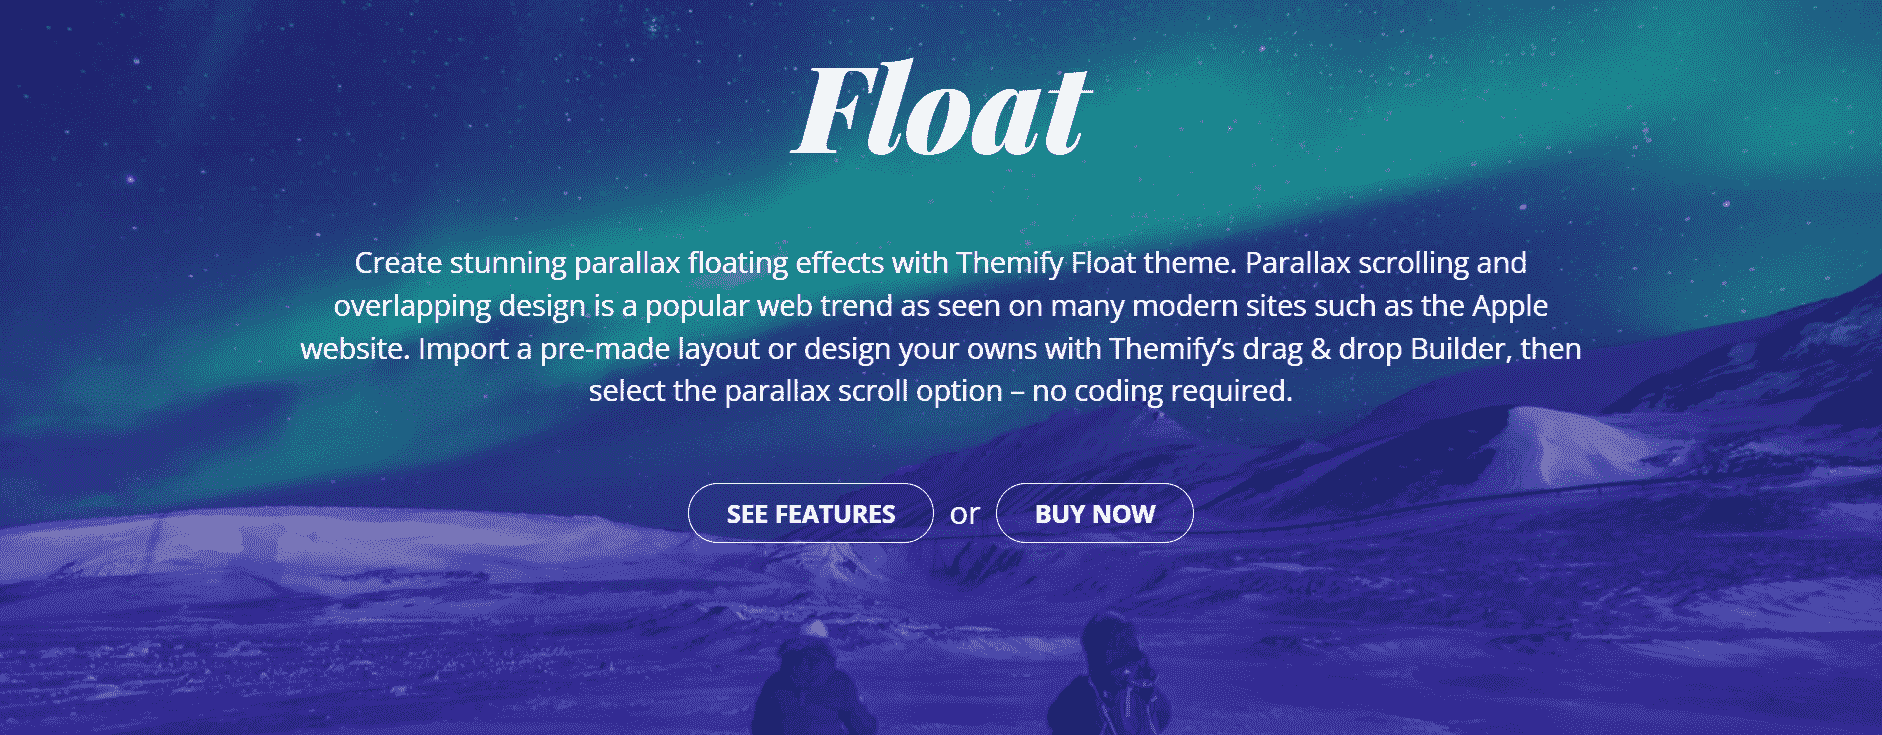 Float
Create stunning parallax floating effects with Themify Float theme. Parallax scrolling and
overlapping design is a popular web trend as seen on many modern sites such as the Apple
website. Import a pre-made layout or design your owns with Themify’s drag & drop Builder, then
select the parallax scroll option – no coding required.
SEE FEATURES or BUY NOW